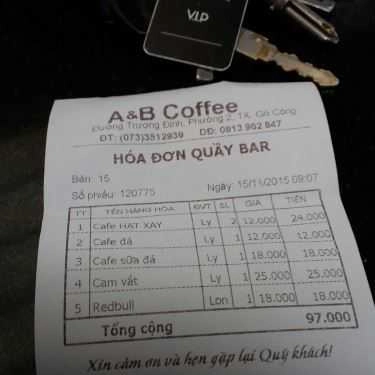 V.I.P
A&B Coffee
Đường Trương Định, Phường 2, TX, Gò Công
ĐT: (073)3512939 DĐ: 0913 962 847
HÓA ĐƠN QUẦY BAR
Bàn: 15
Số phiếu: 120775 Ngày: 15/11/2015 09:07
TT TÊN HÀNG HÓA ĐVT SL GIÁ TIỀN
1 Cafe HẠT XAY Ly 2 12.000 24.000
2 Cafe đá Ly 1 12.000 12.000
3 Cafe sữa đá Ly 1 18.000 18.000
4 Cam vắt Ly 1 25.000 25.000
5 Redbull Lon 1 18.000 18.000
Tổng cộng 97.000
Xin cảm ơn và hẹn gặp lại Quý khách!